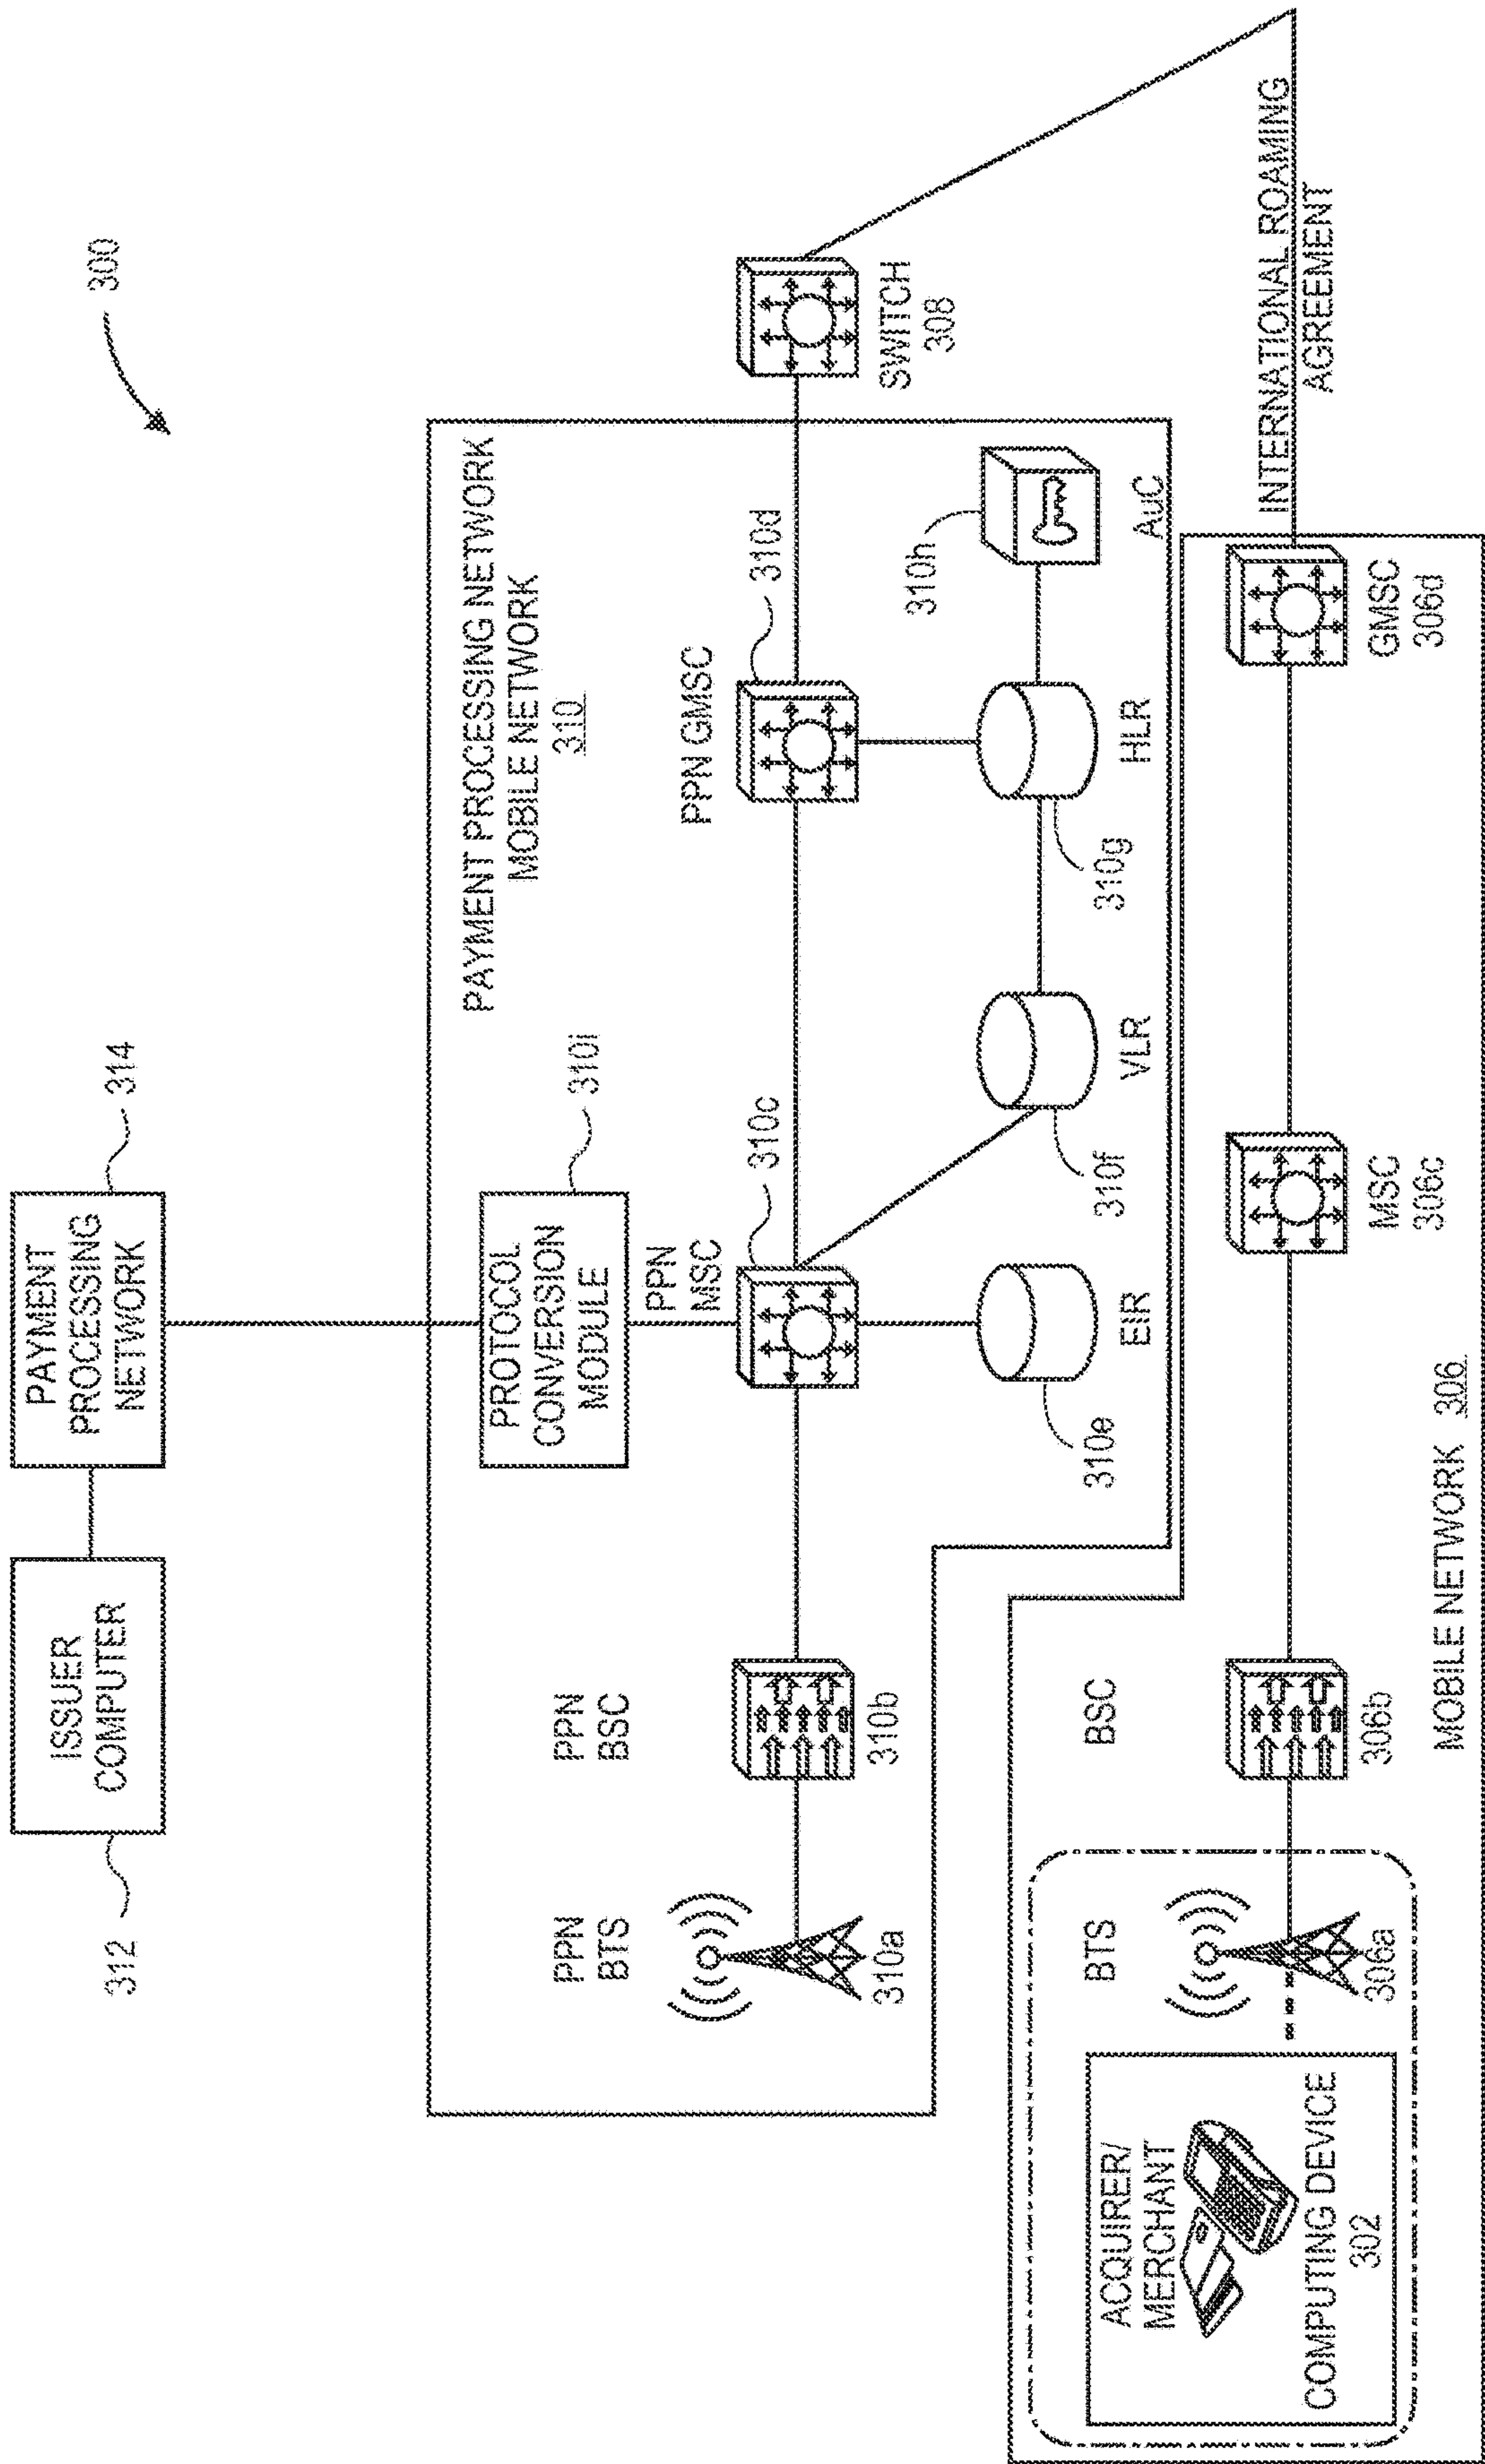 300
ISSUER
COMPUTER
312
PAYMENT
PROCESSING
NETWORK
314
PAYMENT PROCESSING NETWORK
MOBILE NETWORK
310
PROTOCOL
CONVERSION
MODULE
310i
PPN
BTS
310a
PPN
BSC
310b
PPN
MSC
310c
PPN GMSC
310d
SWITCH
308
EIR
310e
VLR
310f
HLR
310g
AuC
310h
INTERNATIONAL ROAMING
AGREEMENT
ACQUIRER/
MERCHANT
COMPUTING DEVICE
302
BTS
306a
BSC
306b
MSC
306c
GMSC
306d
MOBILE NETWORK 306